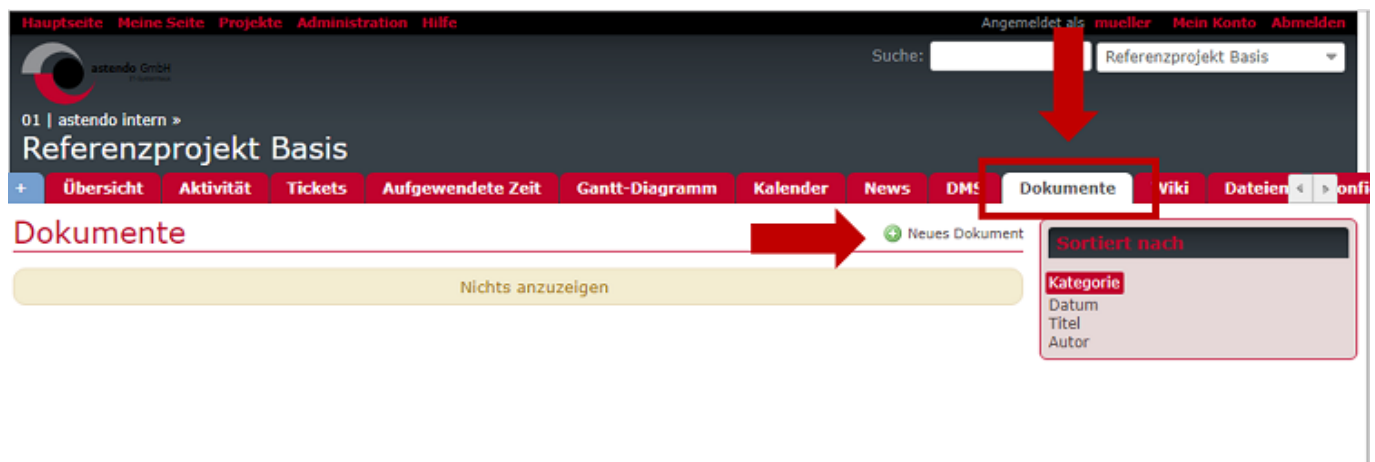 Hauptseite Meine Seite Projekte Administration Hilfe
Angemeldet als mueller Mein Konto Abmelden
astendo GmbH
Suche:
Referenzprojekt Basis
01 | astendo intern »
Referenzprojekt Basis
+ Übersicht Aktivität Tickets Aufgewendete Zeit Gantt-Diagramm Kalender News DMS Dokumente Wiki Dateien onfi
Dokumente
Neues Dokument
Nichts anzuzeigen
Sortiert nach
Kategorie
Datum
Titel
Autor